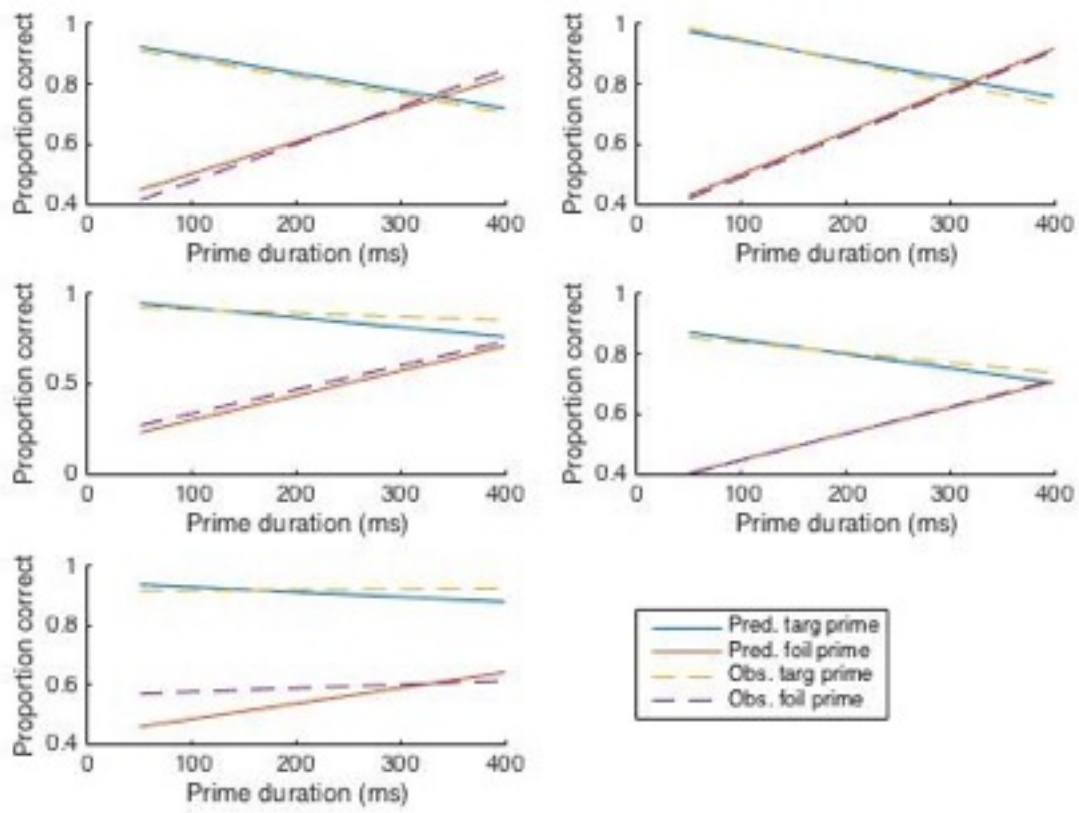 Proportion correct
1
0.8
0.6
0.4
0 100 200 300 400
Prime duration (ms)
Proportion correct
1
0.8
0.6
0.4
0 100 200 300 400
Prime duration (ms)
Proportion correct
1
0.5
0
0 100 200 300 400
Prime duration (ms)
Proportion correct
1
0.8
0.6
0.4
0 100 200 300 400
Prime duration (ms)
Proportion correct
1
0.8
0.6
0.4
0 100 200 300 400
Prime duration (ms)
Pred. targ prime
Pred. foil prime
Obs. targ prime
Obs. foil prime